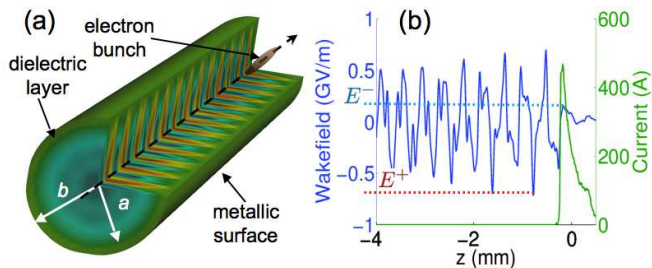 (a)
electron
bunch
dielectric
layer
b
a
metallic
surface
(b)
Wakefield (GV/m)
1
0.5
0
-0.5
-1
E⁻
E⁺
-4
-2
0
z (mm)
600
400
200
0
Current (A)